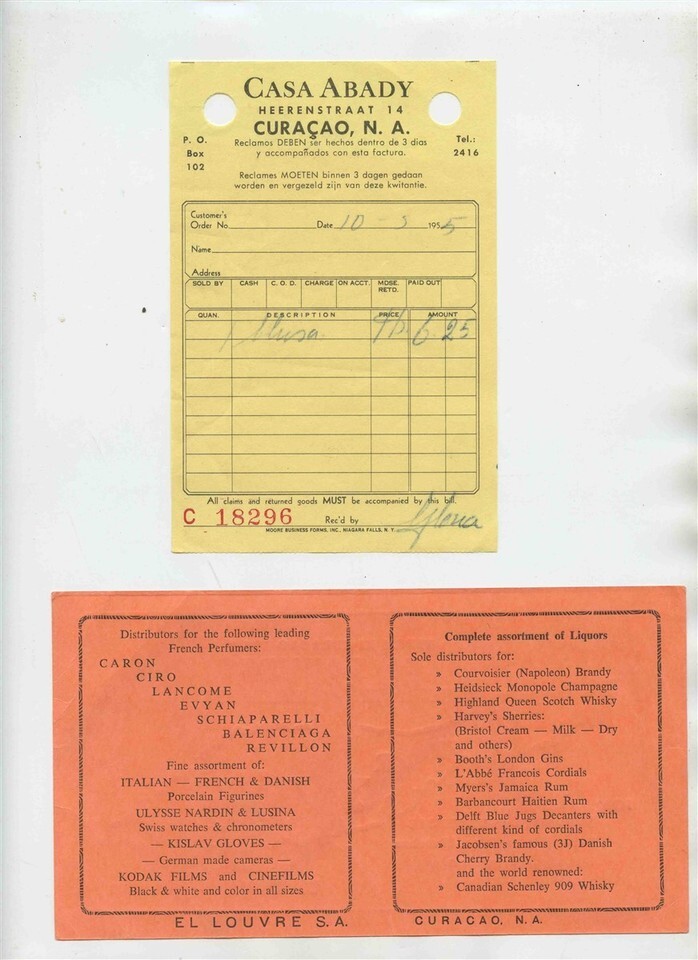 CASA ABADY
HEERENSTRAAT 14
CURAÇAO, N. A.
P. O.
Box
102
Tel.:
2416
Reclamos DEBEN ser hechos dentro de 3 dias
y accompañados con esta factura.
Reclames MOETEN binnen 3 dagen gedaan
worden en vergezeld zijn van deze kwitantie.
Customer's
Order No. Date 10 - 5 1955
Name
Address
SOLD BY CASH C. O. D. CHARGE ON ACCT. MDSE. RETD. PAID OUT
QUAN. DESCRIPTION PRICE AMOUNT
6.25
All claims and returned goods MUST be accompanied by this bill.
C 18296 Rec'd by Gloria
MOORE BUSINESS FORMS, INC., NIAGARA FALLS, N. Y.
Distributors for the following leading
French Perfumes:
CARON
CIRO
LANCOME
EVYAN
SCHIAPARELLI
BALENCIAGA
REVILLON
Fine assortment of:
ITALIAN — FRENCH & DANISH
Porcelain Figurines
ULYSSE NARDIN & LUSINA
Swiss watches & chronometers
— KISLAV GLOVES —
— German made cameras —
KODAK FILMS and CINEFILMS
Black & white and color in all sizes
EL LOUVRE S.A.
Complete assortment of Liquors
Sole distributors for:
» Courvoisier (Napoleon) Brandy
» Heidsieck Monopole Champagne
» Highland Queen Scotch Whisky
» Harvey's Sherries:
(Bristol Cream — Milk — Dry
and others)
» Booth's London Gins
» L'Abbé Francois Cordials
» Myers's Jamaica Rum
» Barbancourt Haitien Rum
» Delft Blue Jugs Decanters with
different kind of cordials
» Jacobsen's famous (3J) Danish
Cherry Brandy.
and the world renowned:
» Canadian Schenley 909 Whisky
CURACAO, N.A.